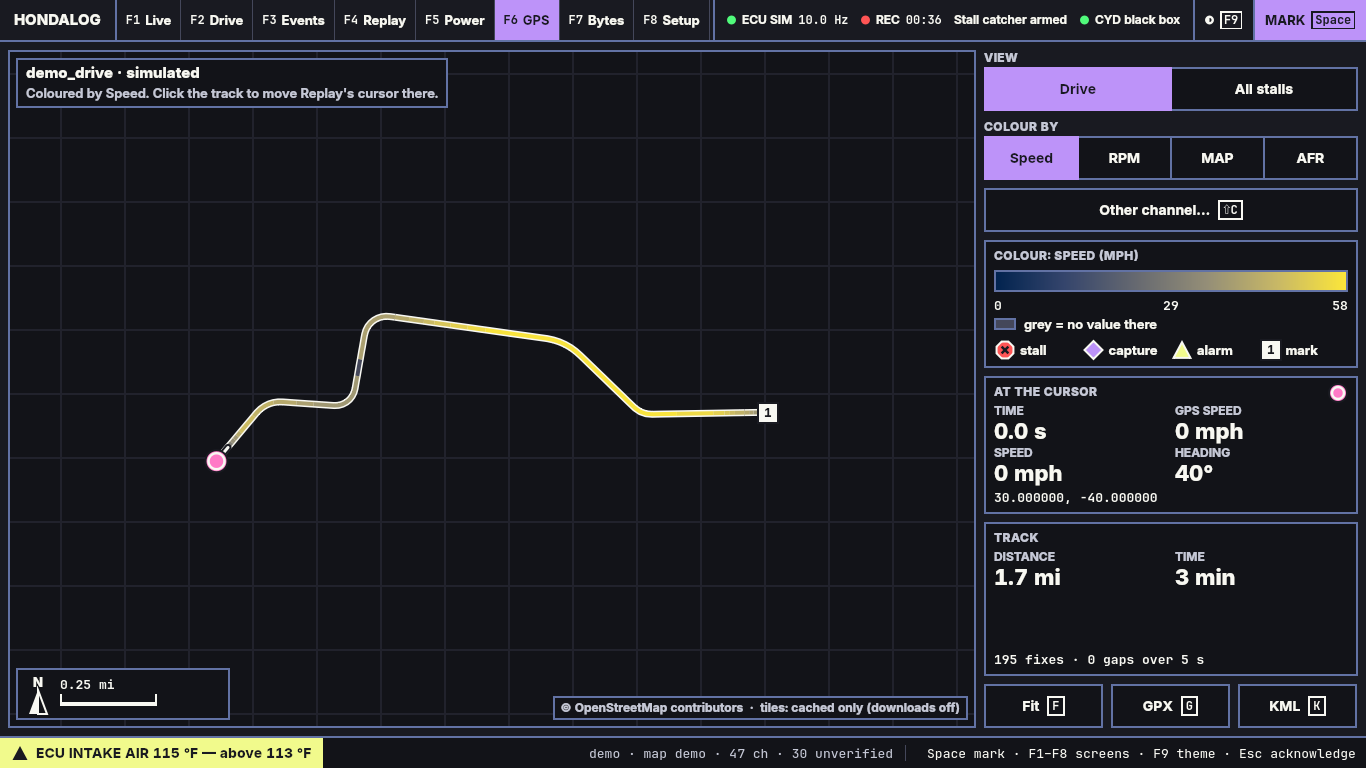 HONDALOG F1 Live F2 Drive F3 Events F4 Replay F5 Power F6 GPS F7 Bytes F8 Setup ECU SIM 10.0 Hz REC 00:36 Stall catcher armed CYD black box F9 MARK Space
demo_drive · simulated
Coloured by Speed. Click the track to move Replay's cursor there.
1
N
0.25 mi
© OpenStreetMap contributors · tiles: cached only (downloads off)
VIEW
Drive All stalls
COLOUR BY
Speed RPM MAP AFR
Other channel... ⇧C
COLOUR: SPEED (MPH)
0 29 58
grey = no value there
stall capture alarm 1 mark
AT THE CURSOR
TIME GPS SPEED
0.0 s 0 mph
SPEED HEADING
0 mph 40°
30.000000, -40.000000
TRACK
DISTANCE TIME
1.7 mi 3 min
195 fixes · 0 gaps over 5 s
Fit F GPX G KML K
ECU INTAKE AIR 115 °F — above 113 °F demo · map demo · 47 ch · 30 unverified Space mark · F1–F8 screens · F9 theme · Esc acknowledge